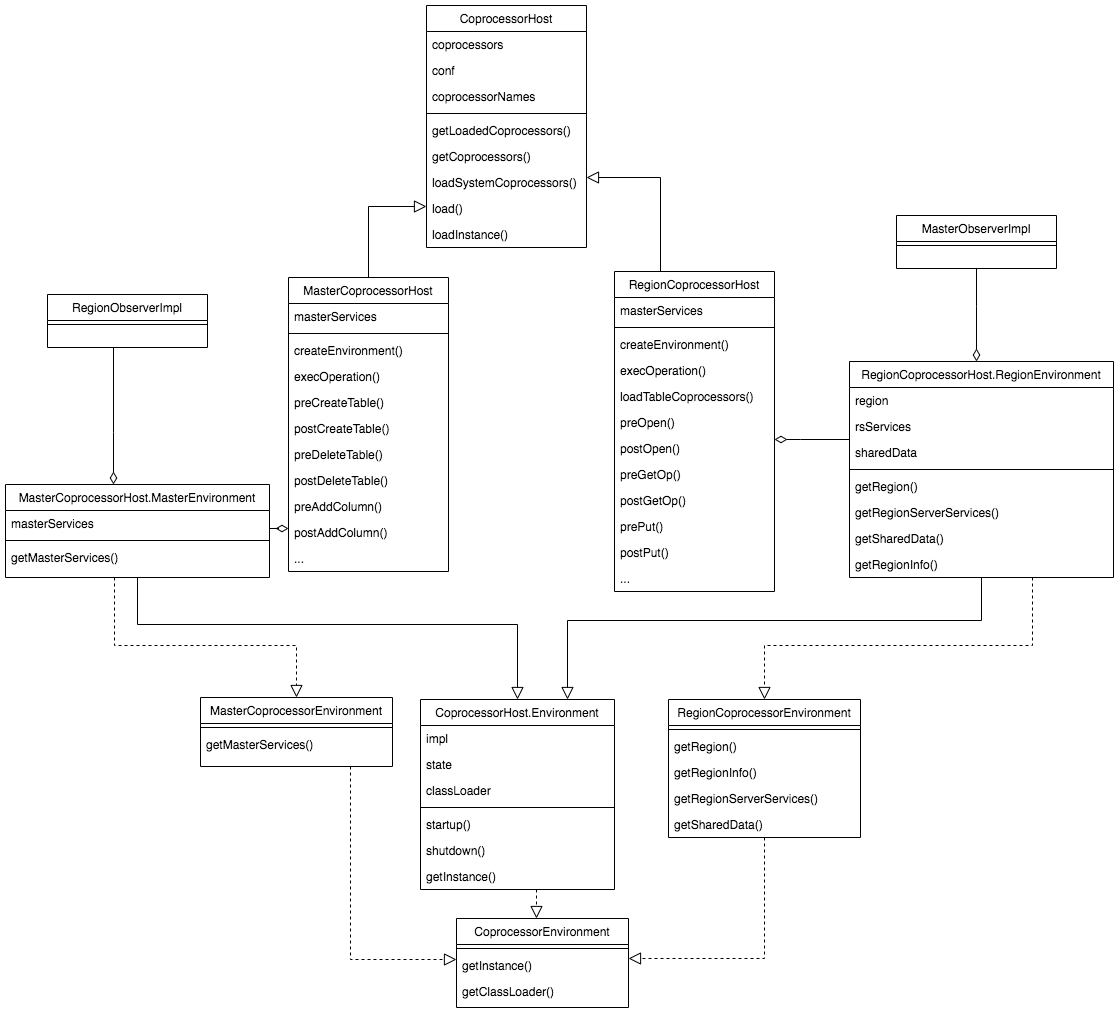 CoprocessorHost
coprocessors
conf
coprocessorNames
getLoadedCoprocessors()
getCoprocessors()
loadSystemCoprocessors()
load()
loadInstance()
MasterObserverImpl
RegionObserverImpl
MasterCoprocessorHost
masterServices
createEnvironment()
execOperation()
preCreateTable()
postCreateTable()
preDeleteTable()
postDeleteTable()
preAddColumn()
postAddColumn()
...
RegionCoprocessorHost
masterServices
createEnvironment()
execOperation()
loadTableCoprocessors()
preOpen()
postOpen()
preGetOp()
postGetOp()
prePut()
postPut()
...
RegionCoprocessorHost.RegionEnvironment
region
rsServices
sharedData
getRegion()
getRegionServerServices()
getSharedData()
getRegionInfo()
MasterCoprocessorHost.MasterEnvironment
masterServices
getMasterServices()
MasterCoprocessorEnvironment
getMasterServices()
CoprocessorHost.Environment
impl
state
classLoader
startup()
shutdown()
getInstance()
RegionCoprocessorEnvironment
getRegion()
getRegionInfo()
getRegionServerServices()
getSharedData()
CoprocessorEnvironment
getInstance()
getClassLoader()